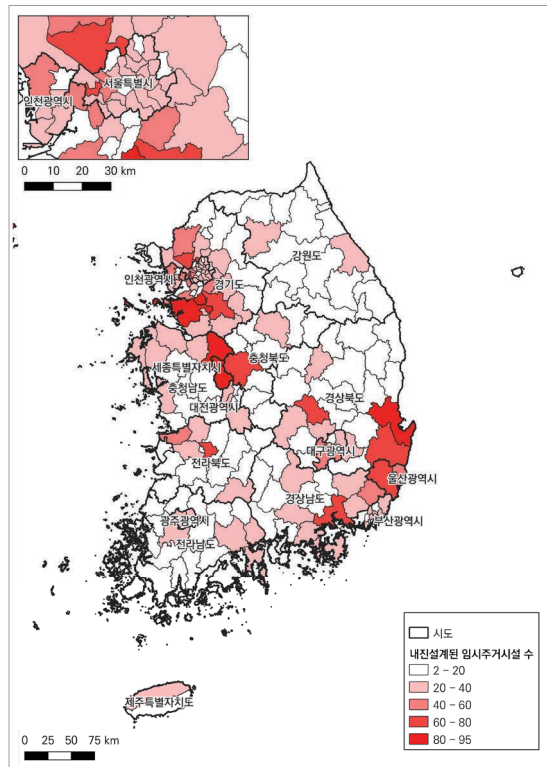 서울특별시
인천광역시
0 10 20 30 km
강원도
인천광역시
경기도
세종특별자치시
충청북도
충청남도
경상북도
대전광역시
대구광역시
전라북도
울산광역시
경상남도
부산광역시
광주광역시
전라남도
제주특별자치도
시도
내진설계된 임시주거시설 수
2 – 20
20 – 40
40 – 60
60 – 80
80 – 95
0 25 50 75 km